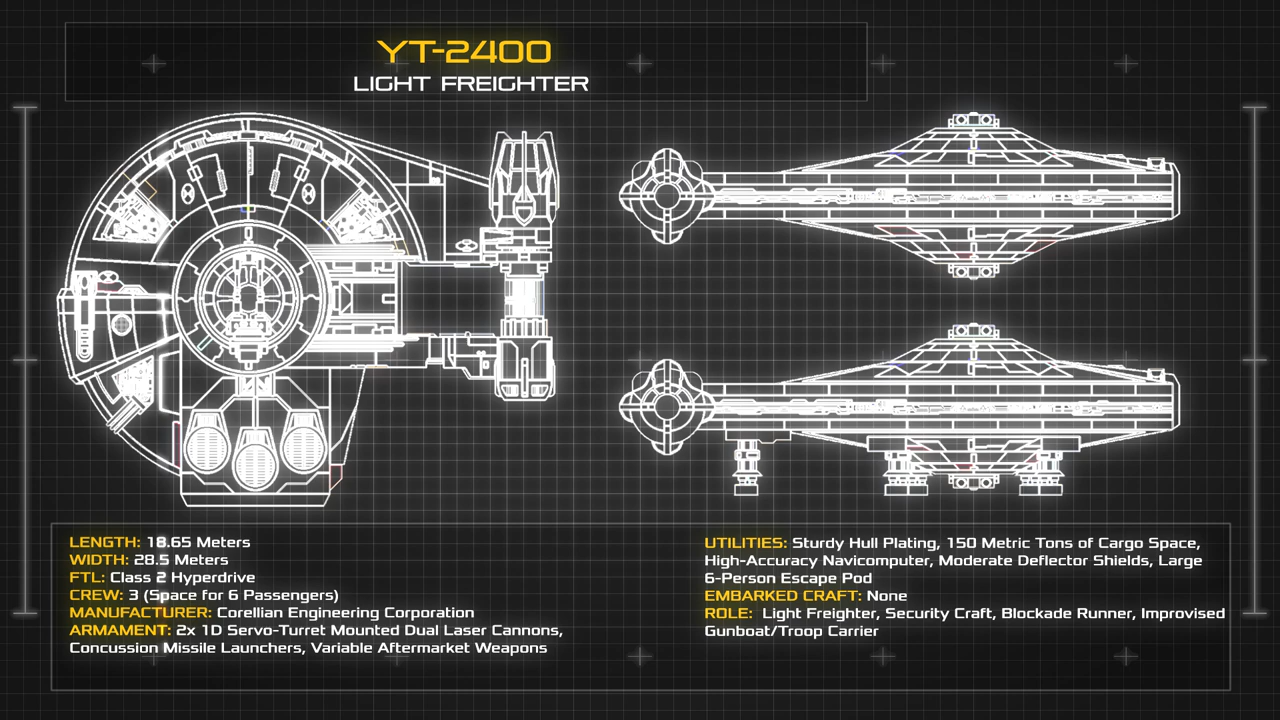 YT-2400
LIGHT FREIGHTER
LENGTH: 18.65 Meters
WIDTH: 28.5 Meters
FTL: Class 2 Hyperdrive
CREW: 3 (Space for 6 Passengers)
MANUFACTURER: Corellian Engineering Corporation
ARMAMENT: 2x 1D Servo-Turret Mounted Dual Laser Cannons,
Concussion Missile Launchers, Variable Aftermarket Weapons
UTILITIES: Sturdy Hull Plating, 150 Metric Tons of Cargo Space,
High-Accuracy Navicomputer, Moderate Deflector Shields, Large
6-Person Escape Pod
EMBARKED CRAFT: None
ROLE: Light Freighter, Security Craft, Blockade Runner, Improvised
Gunboat/Troop Carrier